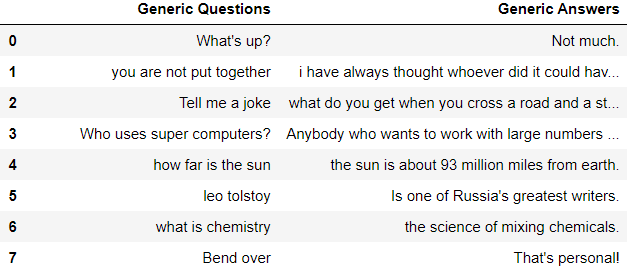 Generic Questions Generic Answers
0 What's up? Not much.
1 you are not put together i have always thought whoever did it could hav...
2 Tell me a joke what do you get when you cross a road and a st...
3 Who uses super computers? Anybody who wants to work with large numbers ...
4 how far is the sun the sun is about 93 million miles from earth.
5 leo tolstoy Is one of Russia's greatest writers.
6 what is chemistry the science of mixing chemicals.
7 Bend over That's personal!